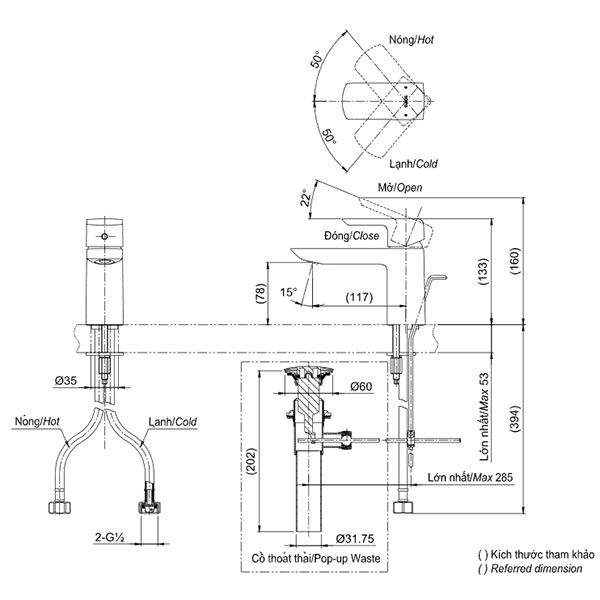 50°
Nóng/Hot
50°
Lạnh/Cold
22°
Mở/Open
Đóng/Close
(78)
15°
(117)
(133)
(160)
Ø35
Nóng/Hot
Lạnh/Cold
2-G½
(202)
Ø60
Lớn nhất/Max 53
(394)
Lớn nhất/Max 285
Ø31.75
Cổ thoát thải/Pop-up Waste
( ) Kích thước tham khảo
( ) Referred dimension